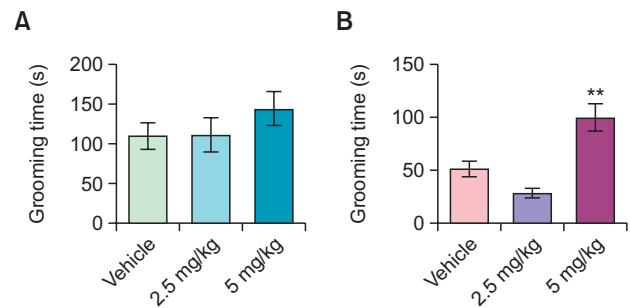 A
Grooming time (s)
200
150
100
50
0
Vehicle
2.5 mg/kg
5 mg/kg
B
Grooming time (s)
150
100
50
0
**
Vehicle
2.5 mg/kg
5 mg/kg